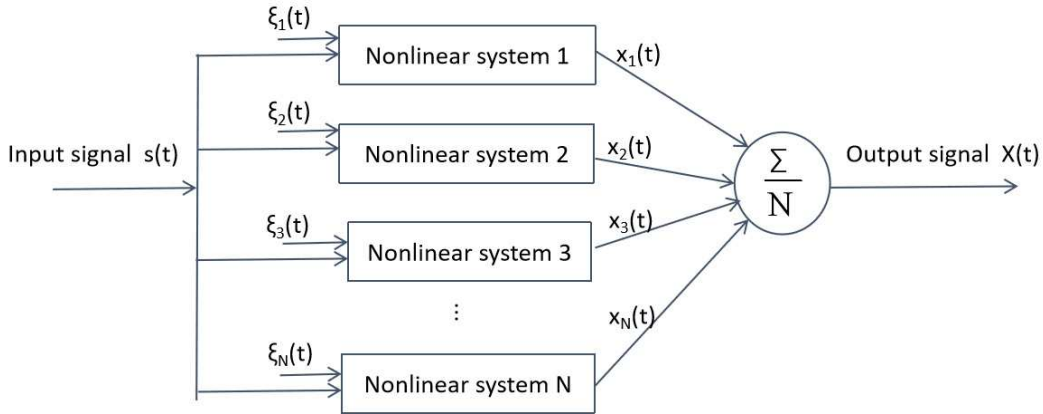 ξ₁(t)
Nonlinear system 1
x₁(t)
ξ₂(t)
Nonlinear system 2
x₂(t)
Input signal s(t)
Σ
N
Output signal X(t)
ξ₃(t)
Nonlinear system 3
x₃(t)
⋮
ξN(t)
Nonlinear system N
xN(t)